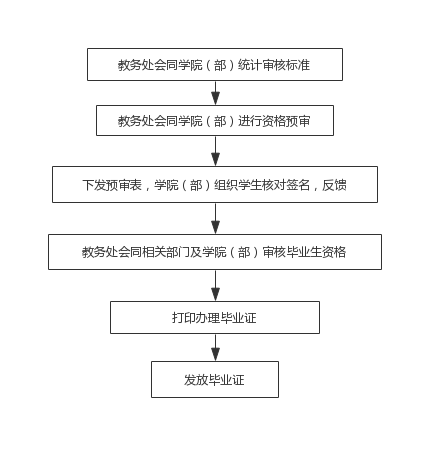 教务处会同学院（部）统计审核标准
教务处会同学院（部）进行资格预审
下发预审表，学院（部）组织学生核对签名，反馈
教务处会同相关部门及学院（部）审核毕业生资格
打印办理毕业证
发放毕业证